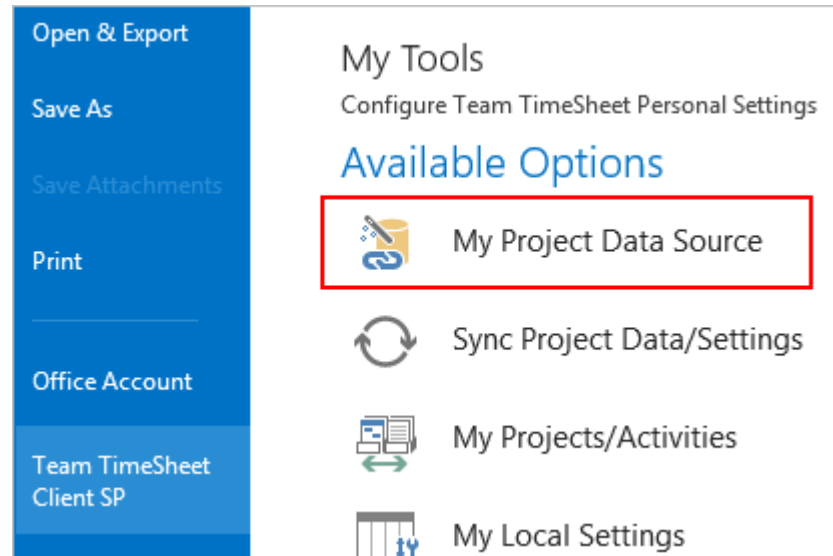 Open & Export
Save As
Save Attachments
Print
Office Account
Team TimeSheet
Client SP
My Tools
Configure Team TimeSheet Personal Settings
Available Options
My Project Data Source
Sync Project Data/Settings
My Projects/Activities
My Local Settings